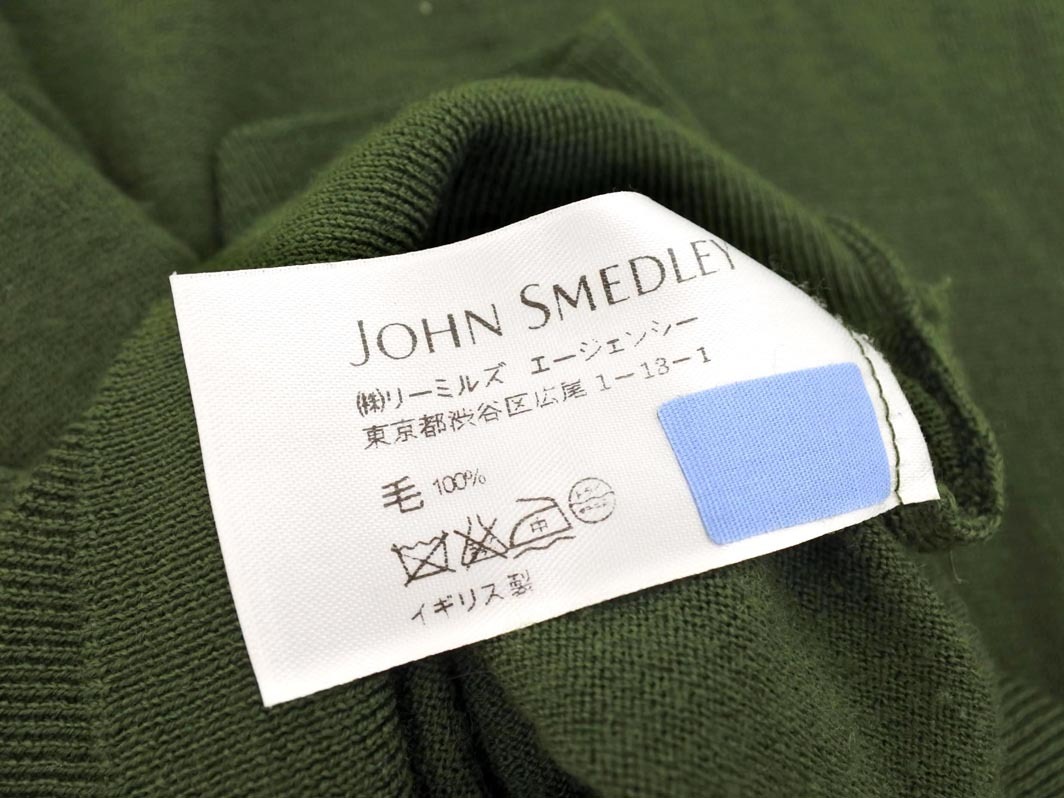 JOHN SMEDLEY
㈱リーミルズ エージェンシー
東京都渋谷区広尾 1-13-1
毛 100%
中
イギリス製